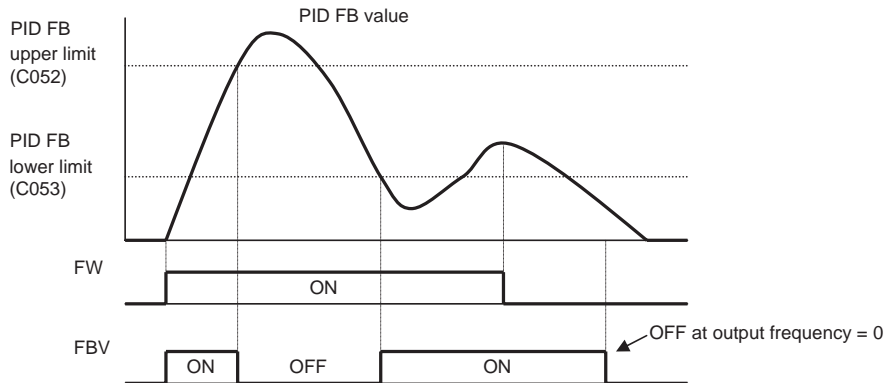 PID FB value
PID FB
upper limit
(C052)
PID FB
lower limit
(C053)
FW
ON
FBV
ON
OFF
ON
OFF at output frequency = 0